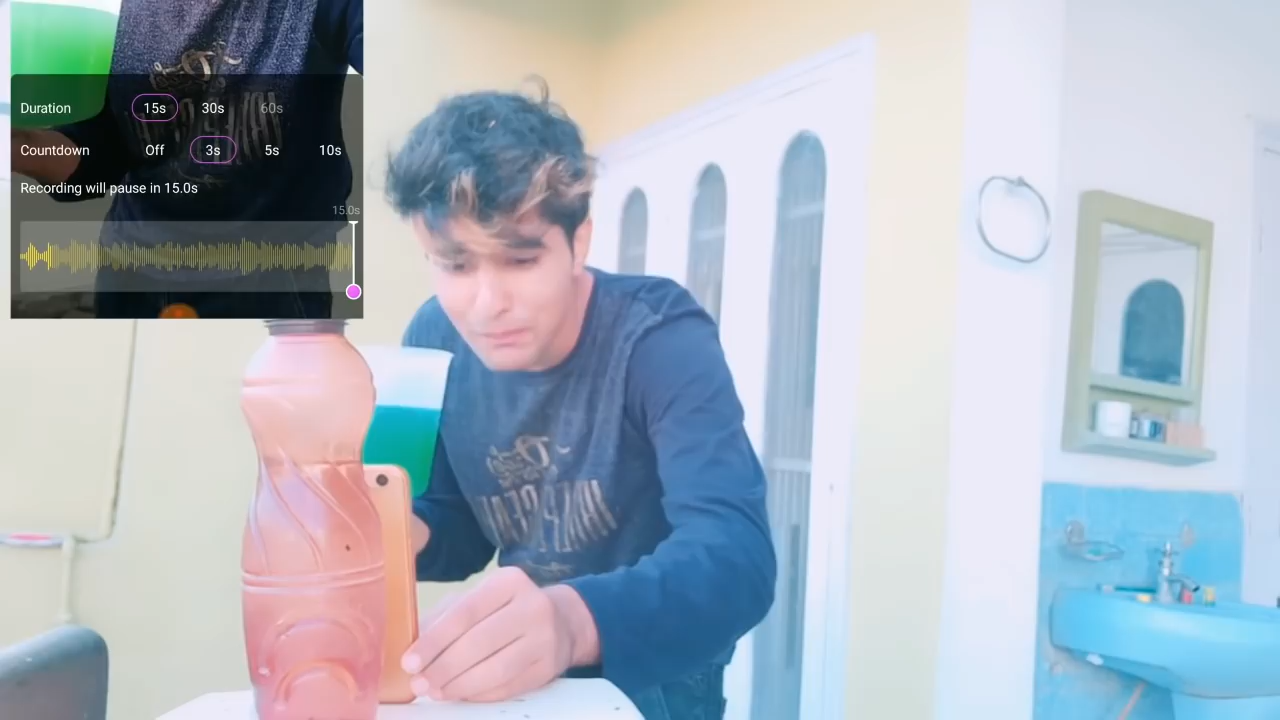 Duration 15s 30s 60s
Countdown Off 3s 5s 10s
Recording will pause in 15.0s
15.0s